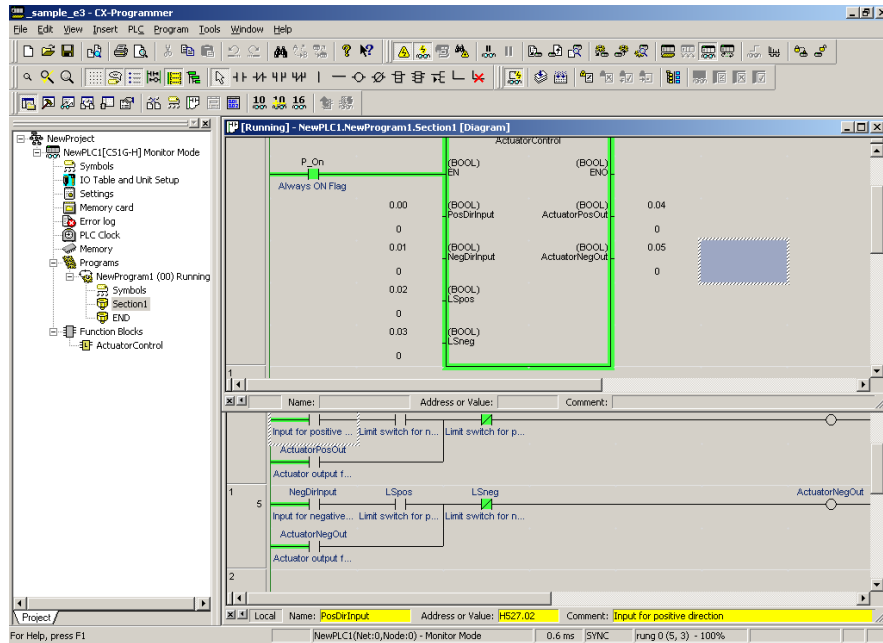 _sample_e3 - CX-Programmer
File Edit View Insert PLC Program Tools Window Help
10 10 16
NewProject
NewPLC1[CS1G-H] Monitor Mode
Symbols
IO Table and Unit Setup
Settings
Memory card
Error log
PLC Clock
Memory
Programs
NewProgram1 (00) Running
Symbols
Section1
END
Function Blocks
ActuatorControl
Project
[Running] - NewPLC1.NewProgram1.Section1 [Diagram]
ActuatorControl
P_On
(BOOL) (BOOL)
EN ENO
Always ON Flag
0.00 (BOOL) (BOOL) 0.04
PosDirInput ActuatorPosOut
0 0
0.01 (BOOL) (BOOL) 0.05
NegDirInput ActuatorNegOut
0 0
0.02 (BOOL)
LSpos
0
0.03 (BOOL)
LSneg
0
1
Name: Address or Value: Comment:
Input for positive ... Limit switch for n... Limit switch for p...
ActuatorPosOut
Actuator output f...
1 NegDirInput LSpos LSneg ActuatorNegOut
5
Input for negative... Limit switch for p... Limit switch for n...
ActuatorNegOut
Actuator output f...
2
Local Name: PosDirInput Address or Value: H527.02 Comment: Input for positive direction
For Help, press F1 NewPLC1(Net:0,Node:0) - Monitor Mode 0.6 ms SYNC rung 0 (5, 3) - 100%